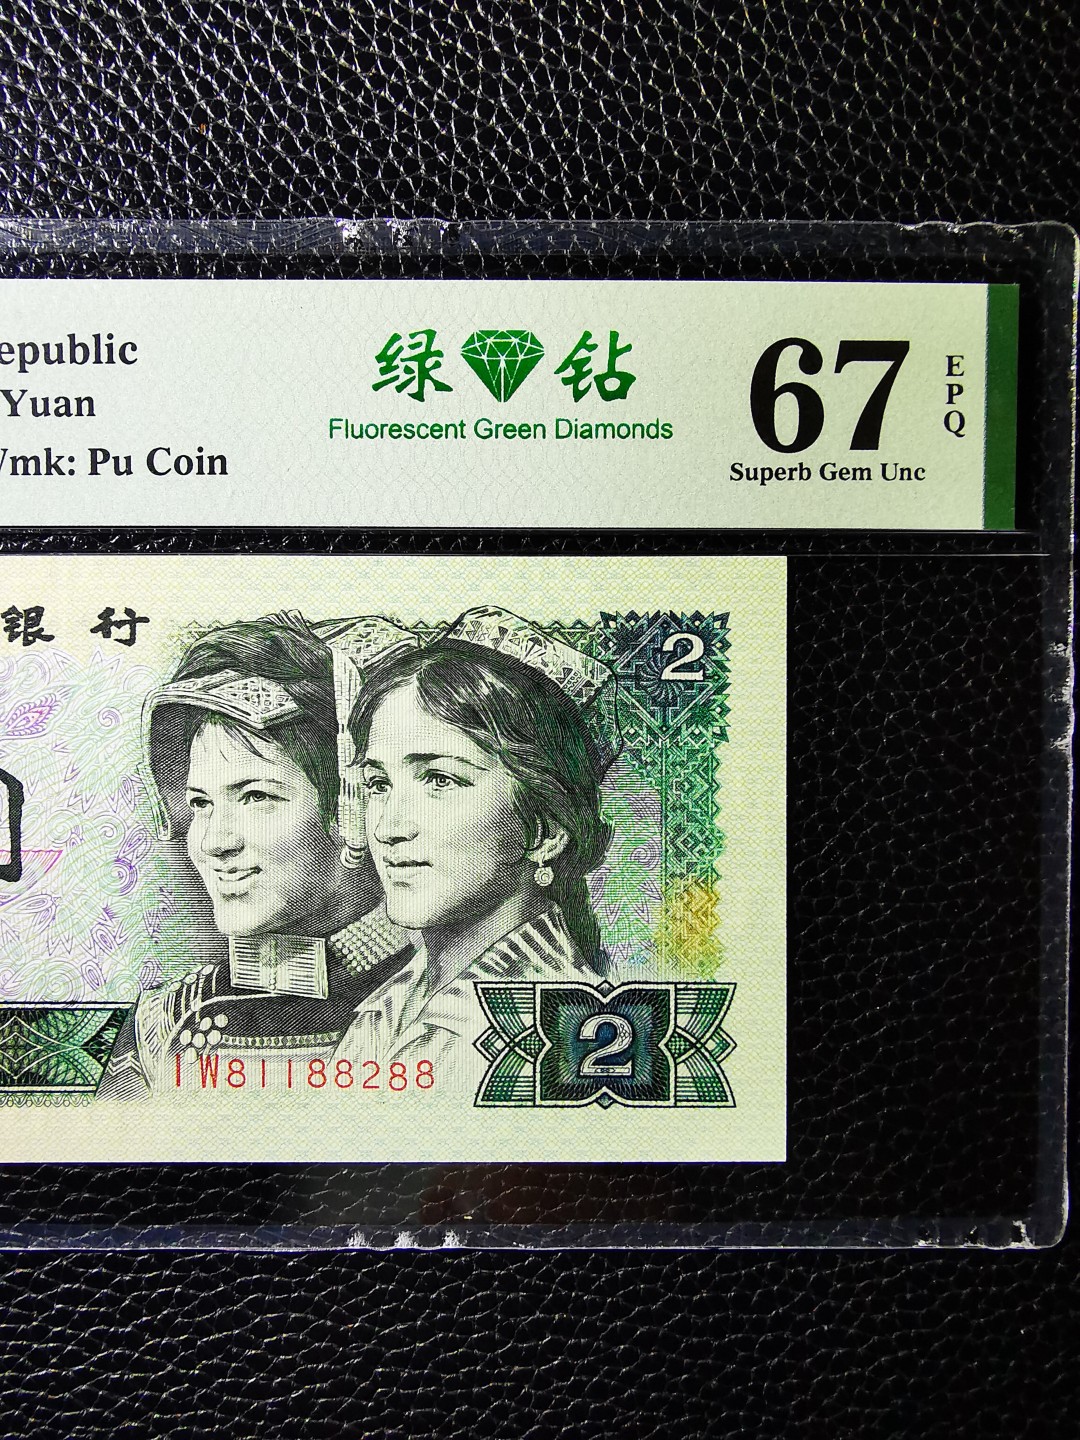 epublic
Yuan
Wmk: Pu Coin
绿 钻
Fluorescent Green Diamonds
67
EPQ
Superb Gem Unc
银行
2
IW81188288
2